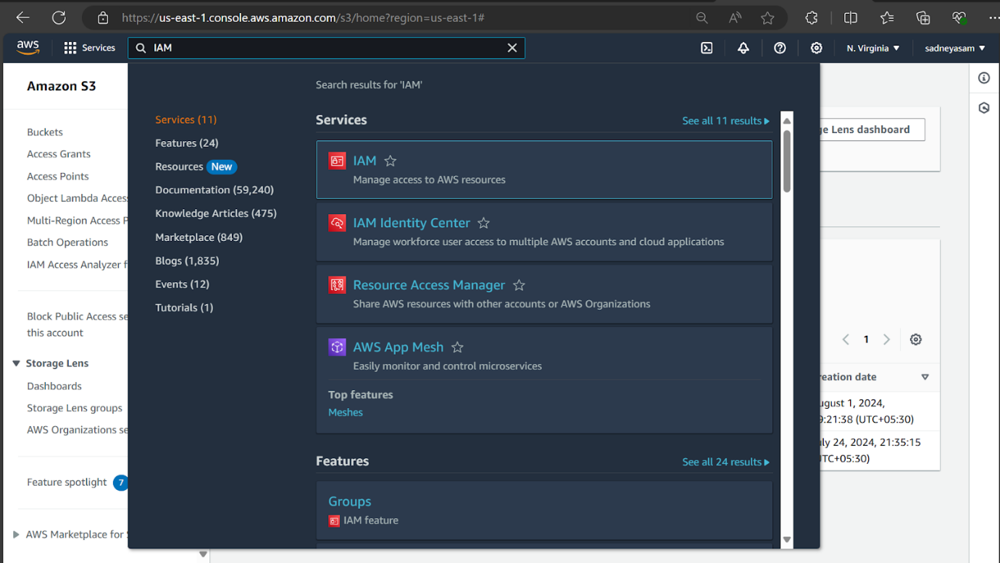 https://us-east-1.console.aws.amazon.com/s3/home?region=us-east-1#
aws
Services
IAM
N. Virginia
sadneyasam
Amazon S3
Buckets
Access Grants
Access Points
Object Lambda Acces
Multi-Region Access P
Batch Operations
IAM Access Analyzer f
Block Public Access se
this account
Storage Lens
Dashboards
Storage Lens groups
AWS Organizations se
Feature spotlight 7
AWS Marketplace for
Search results for 'IAM'
Services (11)
Features (24)
Resources New
Documentation (59,240)
Knowledge Articles (475)
Marketplace (849)
Blogs (1,835)
Events (12)
Tutorials (1)
Services
See all 11 results
IAM
Manage access to AWS resources
IAM Identity Center
Manage workforce user access to multiple AWS accounts and cloud applications
Resource Access Manager
Share AWS resources with other accounts or AWS Organizations
AWS App Mesh
Easily monitor and control microservices
Top features
Meshes
Features
See all 24 results
Groups
IAM feature
ge Lens dashboard
1
reation date
ugust 1, 2024,
9:21:38 (UTC+05:30)
ly 24, 2024, 21:35:15
UTC+05:30)